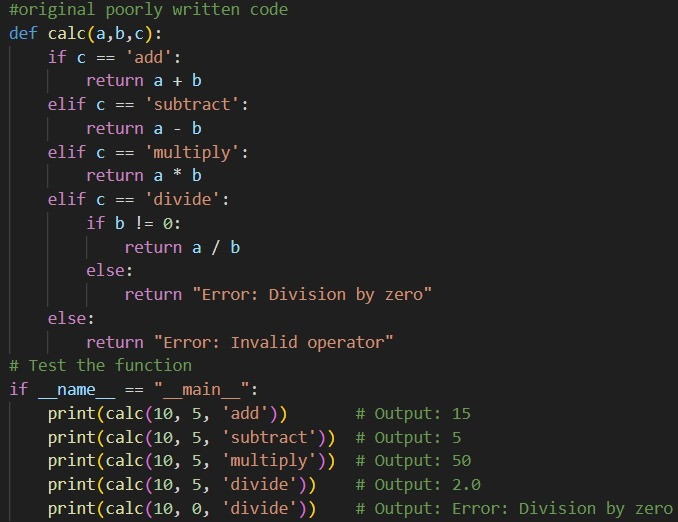 #original poorly written code
def calc(a,b,c):
    if c == 'add':
        return a + b
    elif c == 'subtract':
        return a - b
    elif c == 'multiply':
        return a * b
    elif c == 'divide':
        if b != 0:
            return a / b
        else:
            return "Error: Division by zero"
    else:
        return "Error: Invalid operator"
# Test the function
if __name__ == "__main__":
    print(calc(10, 5, 'add'))       # Output: 15
    print(calc(10, 5, 'subtract'))  # Output: 5
    print(calc(10, 5, 'multiply'))  # Output: 50
    print(calc(10, 5, 'divide'))    # Output: 2.0
    print(calc(10, 0, 'divide'))    # Output: Error: Division by zero